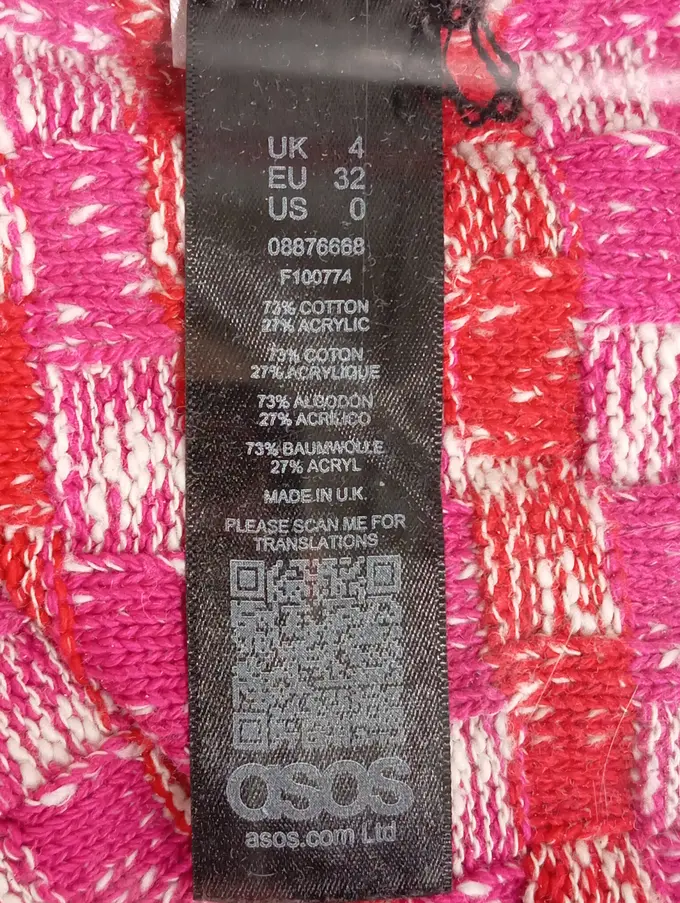 UK 4
EU 32
US 0
08876668
F100774
73% COTTON
27% ACRYLIC
73% COTON
27% ACRYLIQUE
73% ALGODÓN
27% ACRÍLICO
73% BAUMWOLLE
27% ACRYL
MADE IN U.K.
PLEASE SCAN ME FOR
TRANSLATIONS
asos
asos.com Ltd